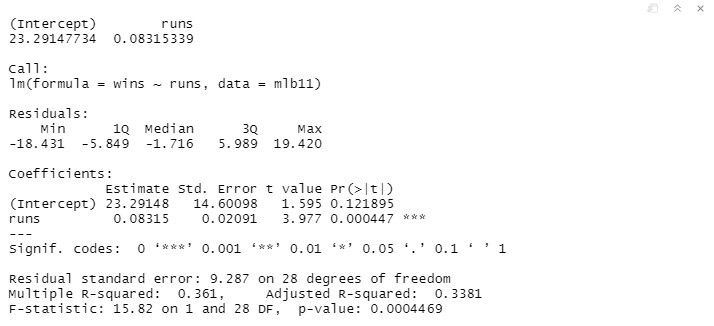 (Intercept)        runs
23.29147734  0.08315339
Call:
lm(formula = wins ~ runs, data = mlb11)
Residuals:
    Min      1Q  Median      3Q     Max
-18.431  -5.849  -1.716   5.989  19.420
Coefficients:
            Estimate Std. Error t value Pr(>|t|)
(Intercept) 23.29148   14.60098   1.595 0.121895
runs         0.08315    0.02091   3.977 0.000447 ***
---
Signif. codes:  0 ‘***’ 0.001 ‘**’ 0.01 ‘*’ 0.05 ‘.’ 0.1 ‘ ’ 1
Residual standard error: 9.287 on 28 degrees of freedom
Multiple R-squared:  0.361,	Adjusted R-squared:  0.3381
F-statistic: 15.82 on 1 and 28 DF,  p-value: 0.0004469